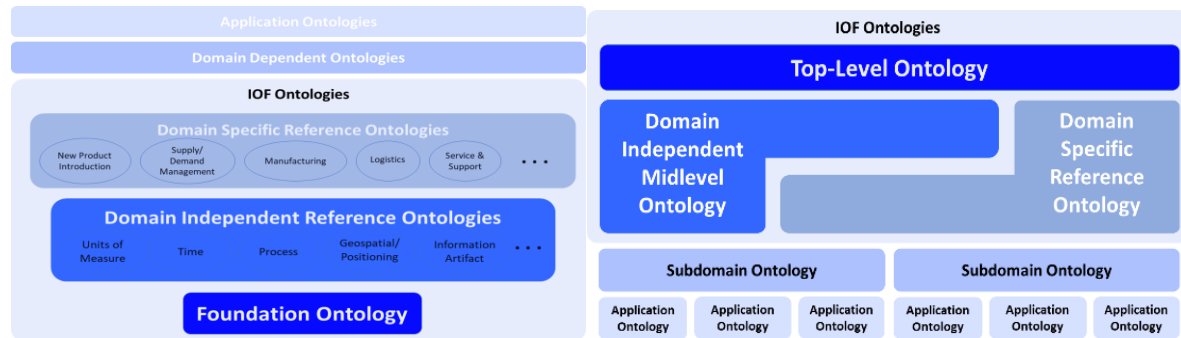 Application Ontologies
Domain Dependent Ontologies
IOF Ontologies
Domain Specific Reference Ontologies
New Product
Introduction
Supply/
Demand
Management
Manufacturing
Logistics
Service &
Support
...
Domain Independent Reference Ontologies
Units of
Measure
Time
Process
Geospatial/
Positioning
Information
Artifact
...
Foundation Ontology
IOF Ontologies
Top-Level Ontology
Domain
Independent
Midlevel
Ontology
Domain
Specific
Reference
Ontology
Subdomain Ontology
Subdomain Ontology
Application
Ontology
Application
Ontology
Application
Ontology
Application
Ontology
Application
Ontology
Application
Ontology